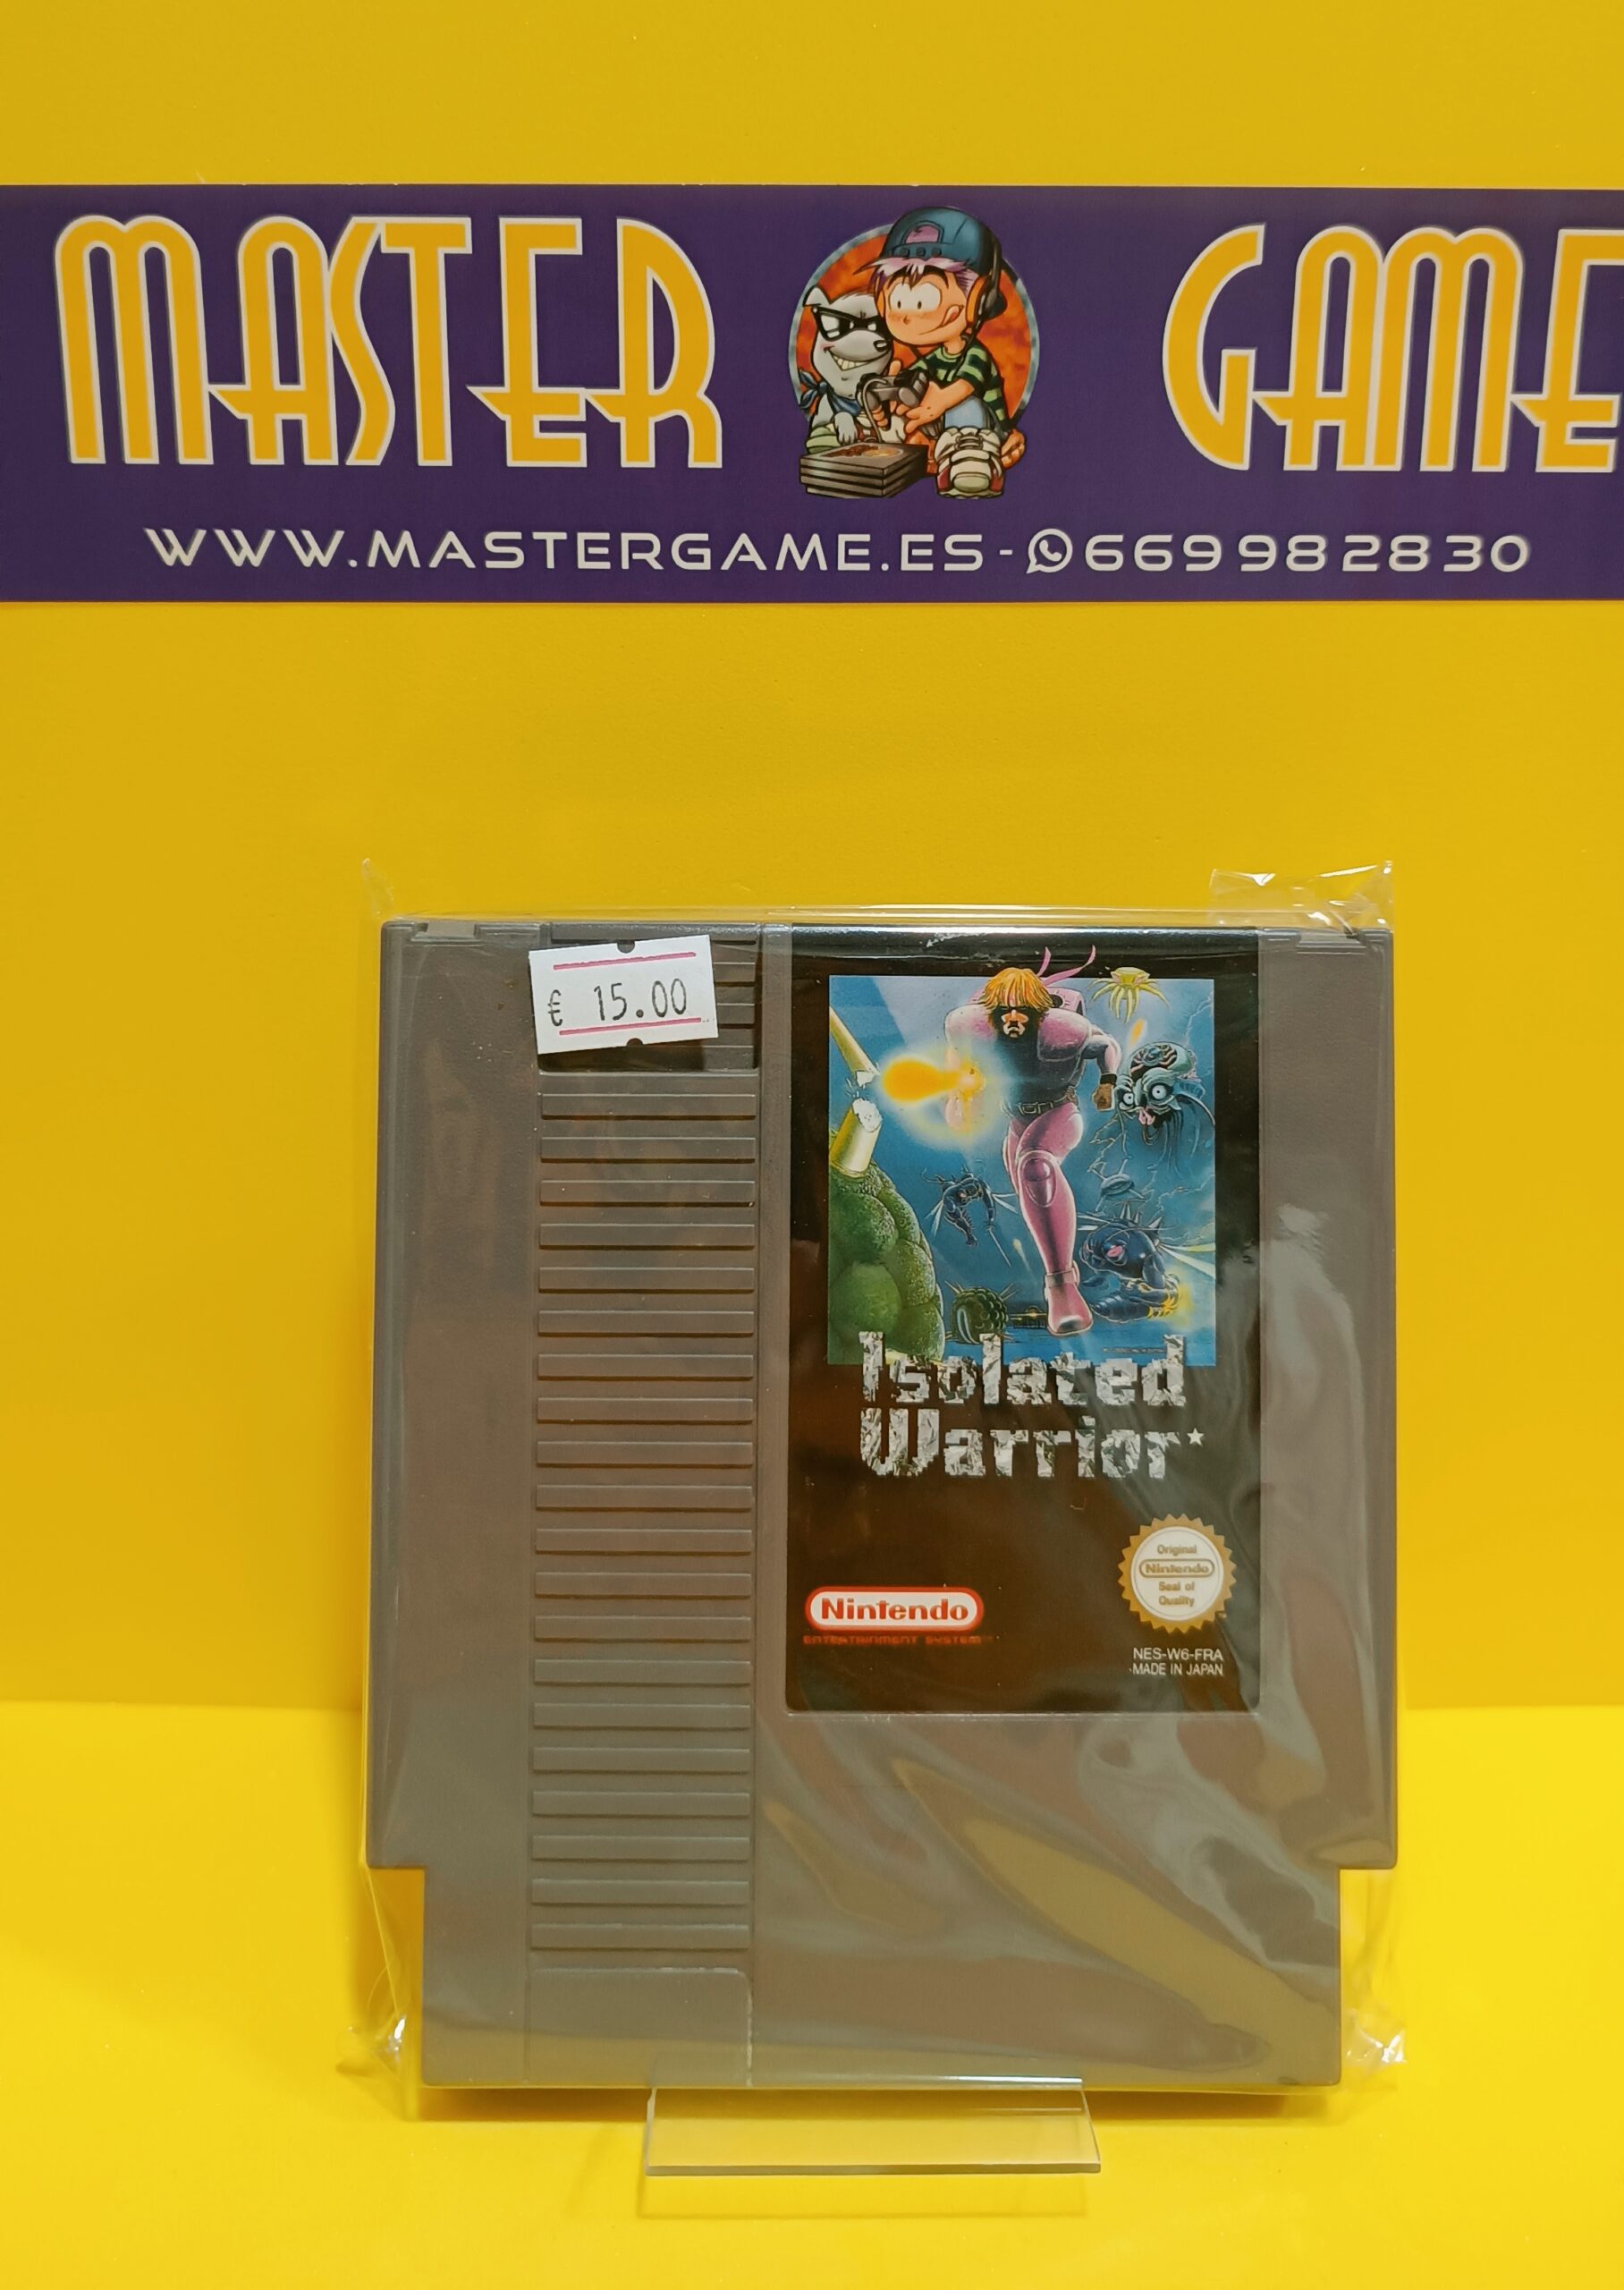 MASTER GAME
WWW.MASTERGAME.ES - 669982830
€ 15.00
Isolated
Warrior*
Original
Nintendo
Seal of
Quality
Nintendo
ENTERTAINMENT SYSTEM
NES-W6-FRA
MADE IN JAPAN